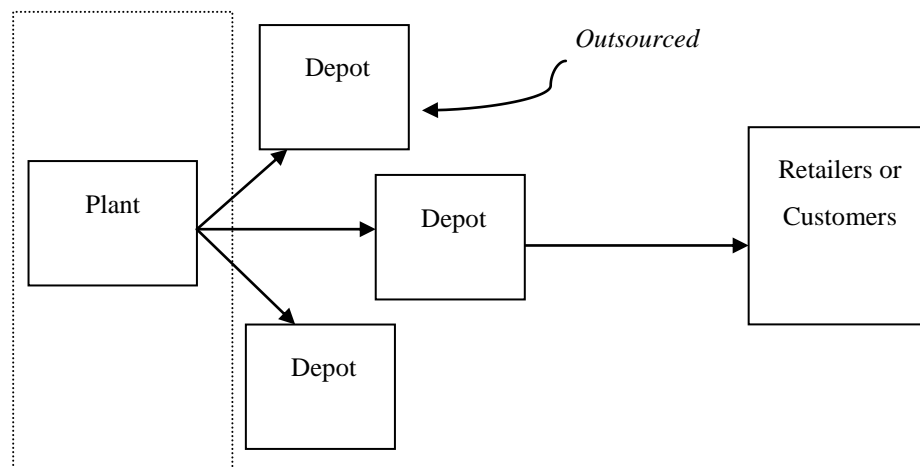 Outsourced
Depot
Plant
Depot
Depot
Retailers or
Customers